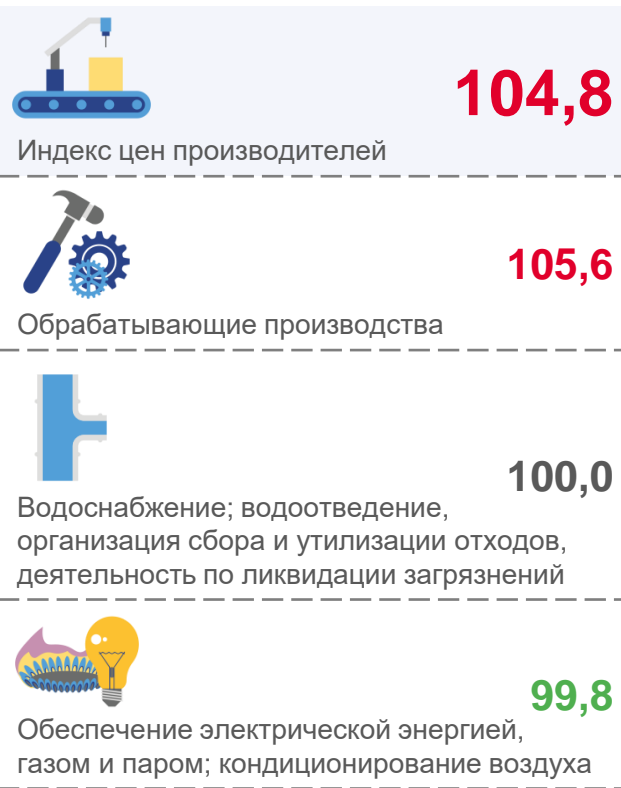 104,8
Индекс цен производителей
105,6
Обрабатывающие производства
100,0
Водоснабжение; водоотведение,
организация сбора и утилизации отходов,
деятельность по ликвидации загрязнений
99,8
Обеспечение электрической энергией,
газом и паром; кондиционирование воздуха